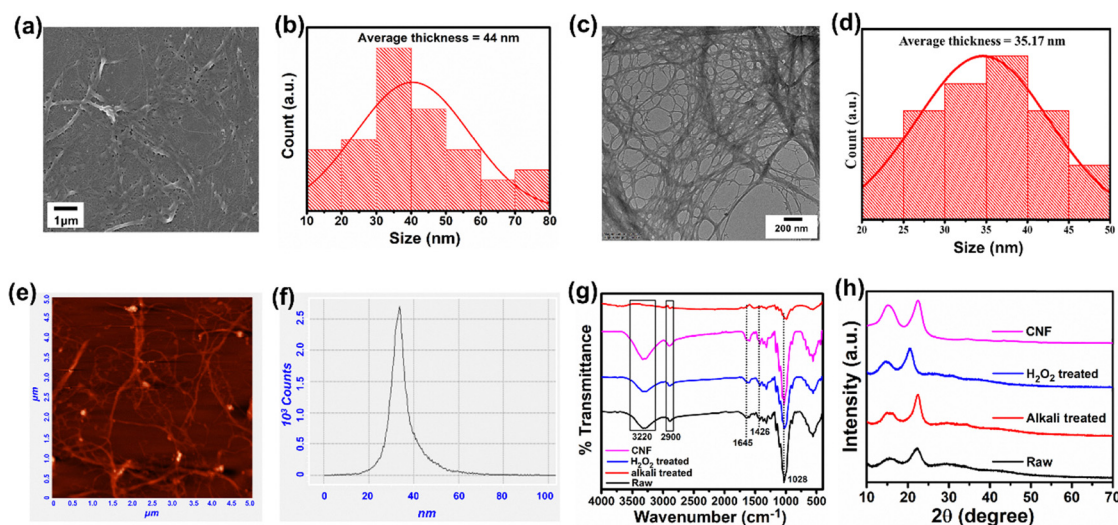 (a)
1µm
(b)
Average thickness = 44 nm
Count (a.u.)
10 20 30 40 50 60 70 80
Size (nm)
(c)
200 nm
(d)
Average thickness = 35.17 nm
Count (a.u.)
20 25 30 35 40 45 50
Size (nm)
(e)
5.0
4.5
4.0
3.5
3.0
2.5
2.0
1.5
1.0
0.5
0
µm
0 0.5 1.0 1.5 2.0 2.5 3.0 3.5 4.0 4.5 5.0
µm
(f)
10³ Counts
2.5
2.0
1.5
1.0
0.5
0
0 20 40 60 80 100
nm
(g)
% Transmittance
3220 2900 1645 1426
1028
CNF
H₂O₂ treated
alkali treated
Raw
4000 3500 3000 2500 2000 1500 1000 500
Wavenumber (cm⁻¹)
(h)
Intensity (a.u.)
CNF
H₂O₂ treated
Alkali treated
Raw
10 20 30 40 50 60 70
2θ (degree)